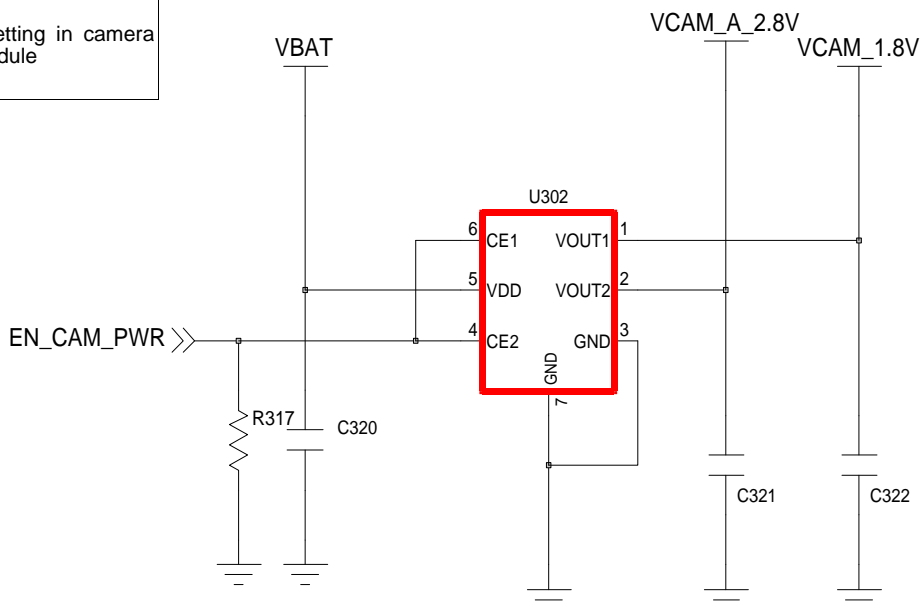 etting in camera
dule
VBAT
VCAM_A_2.8V
VCAM_1.8V
U302
6
CE1
VOUT1
1
5
VDD
VOUT2
2
EN_CAM_PWR
4
CE2
GND
3
GND
7
R317
C320
C321
C322